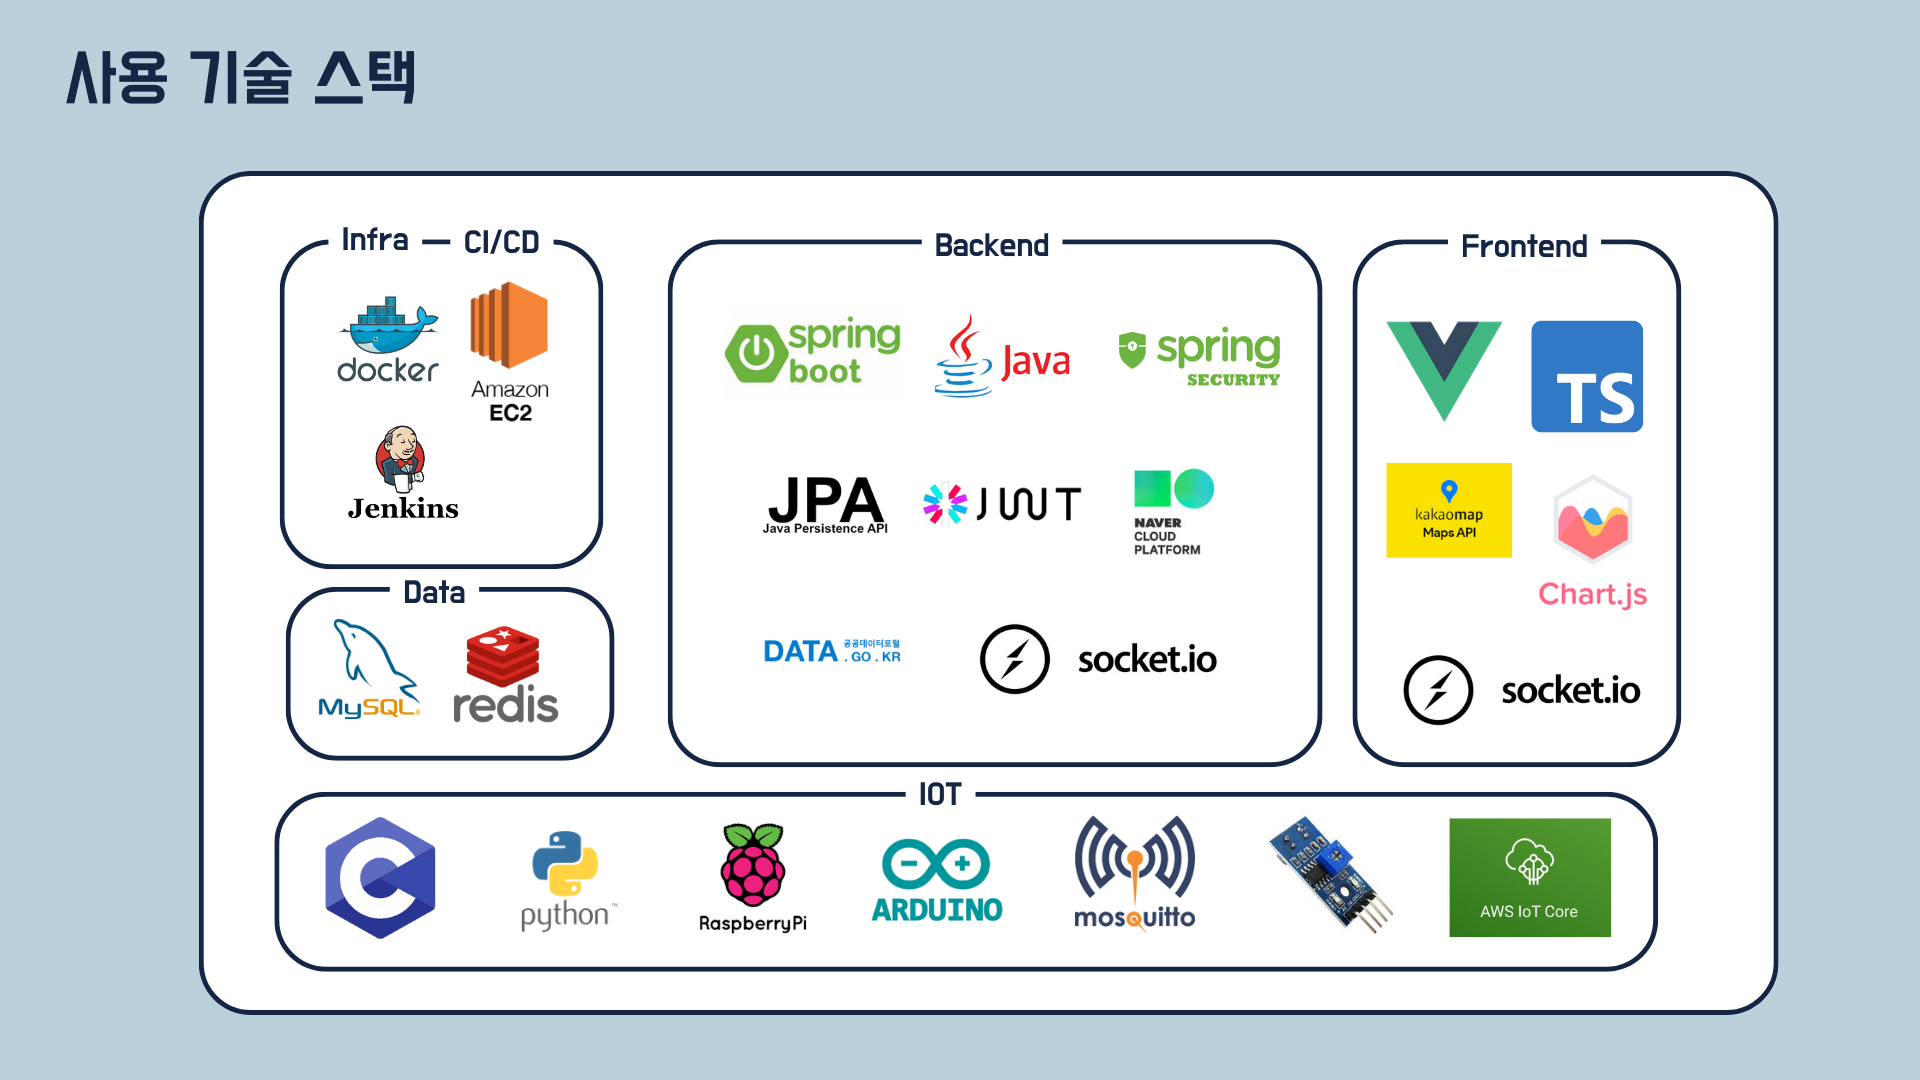 사용 기술 스택
Infra
CI/CD
docker
Amazon
EC2
Jenkins
Data
MySQL®
redis
Backend
spring
boot
Java
spring
SECURITY
JPA
Java Persistence API
JWT
NAVER
CLOUD
PLATFORM
DATA 공공데이터포털
.GO.KR
socket.io
Frontend
TS
kakaomap
Maps API
Chart.js
socket.io
IOT
C
python™
Raspberry Pi
ARDUINO
mosquitto
AWS IoT Core